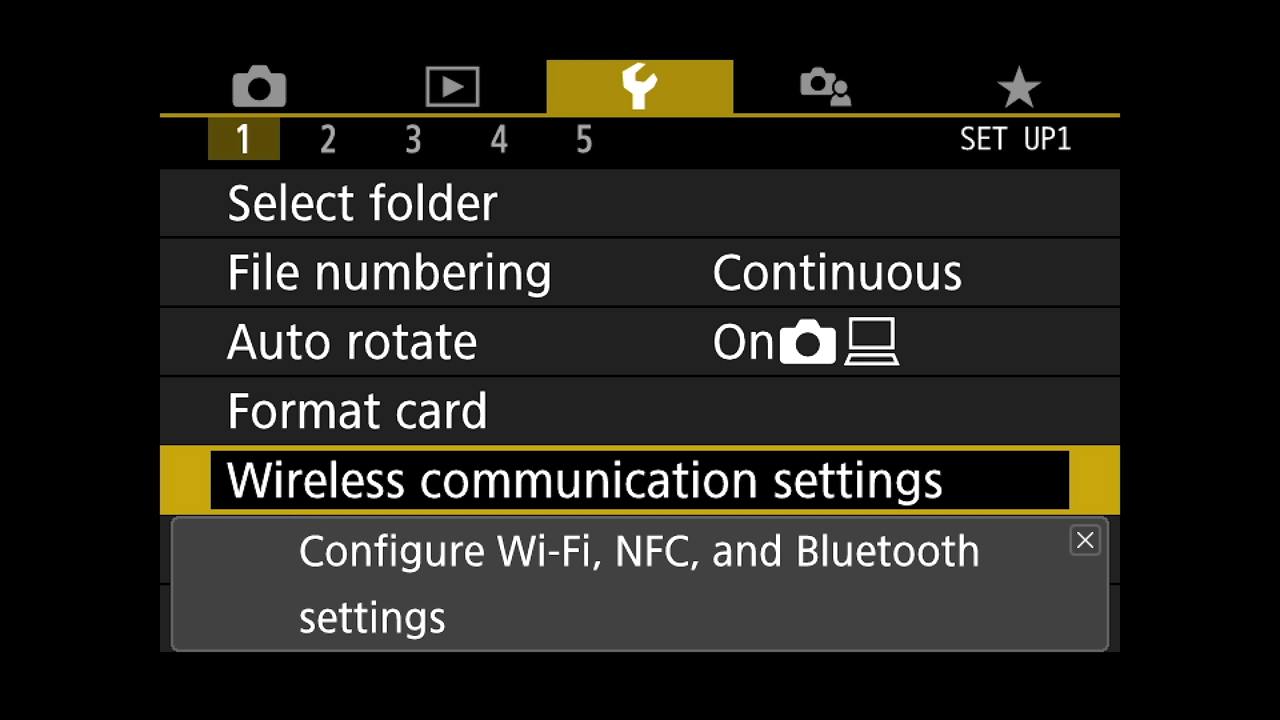 1 2 3 4 5 SET UP1
Select folder
File numbering Continuous
Auto rotate On
Format card
Wireless communication settings
Configure Wi-Fi, NFC, and Bluetooth
settings